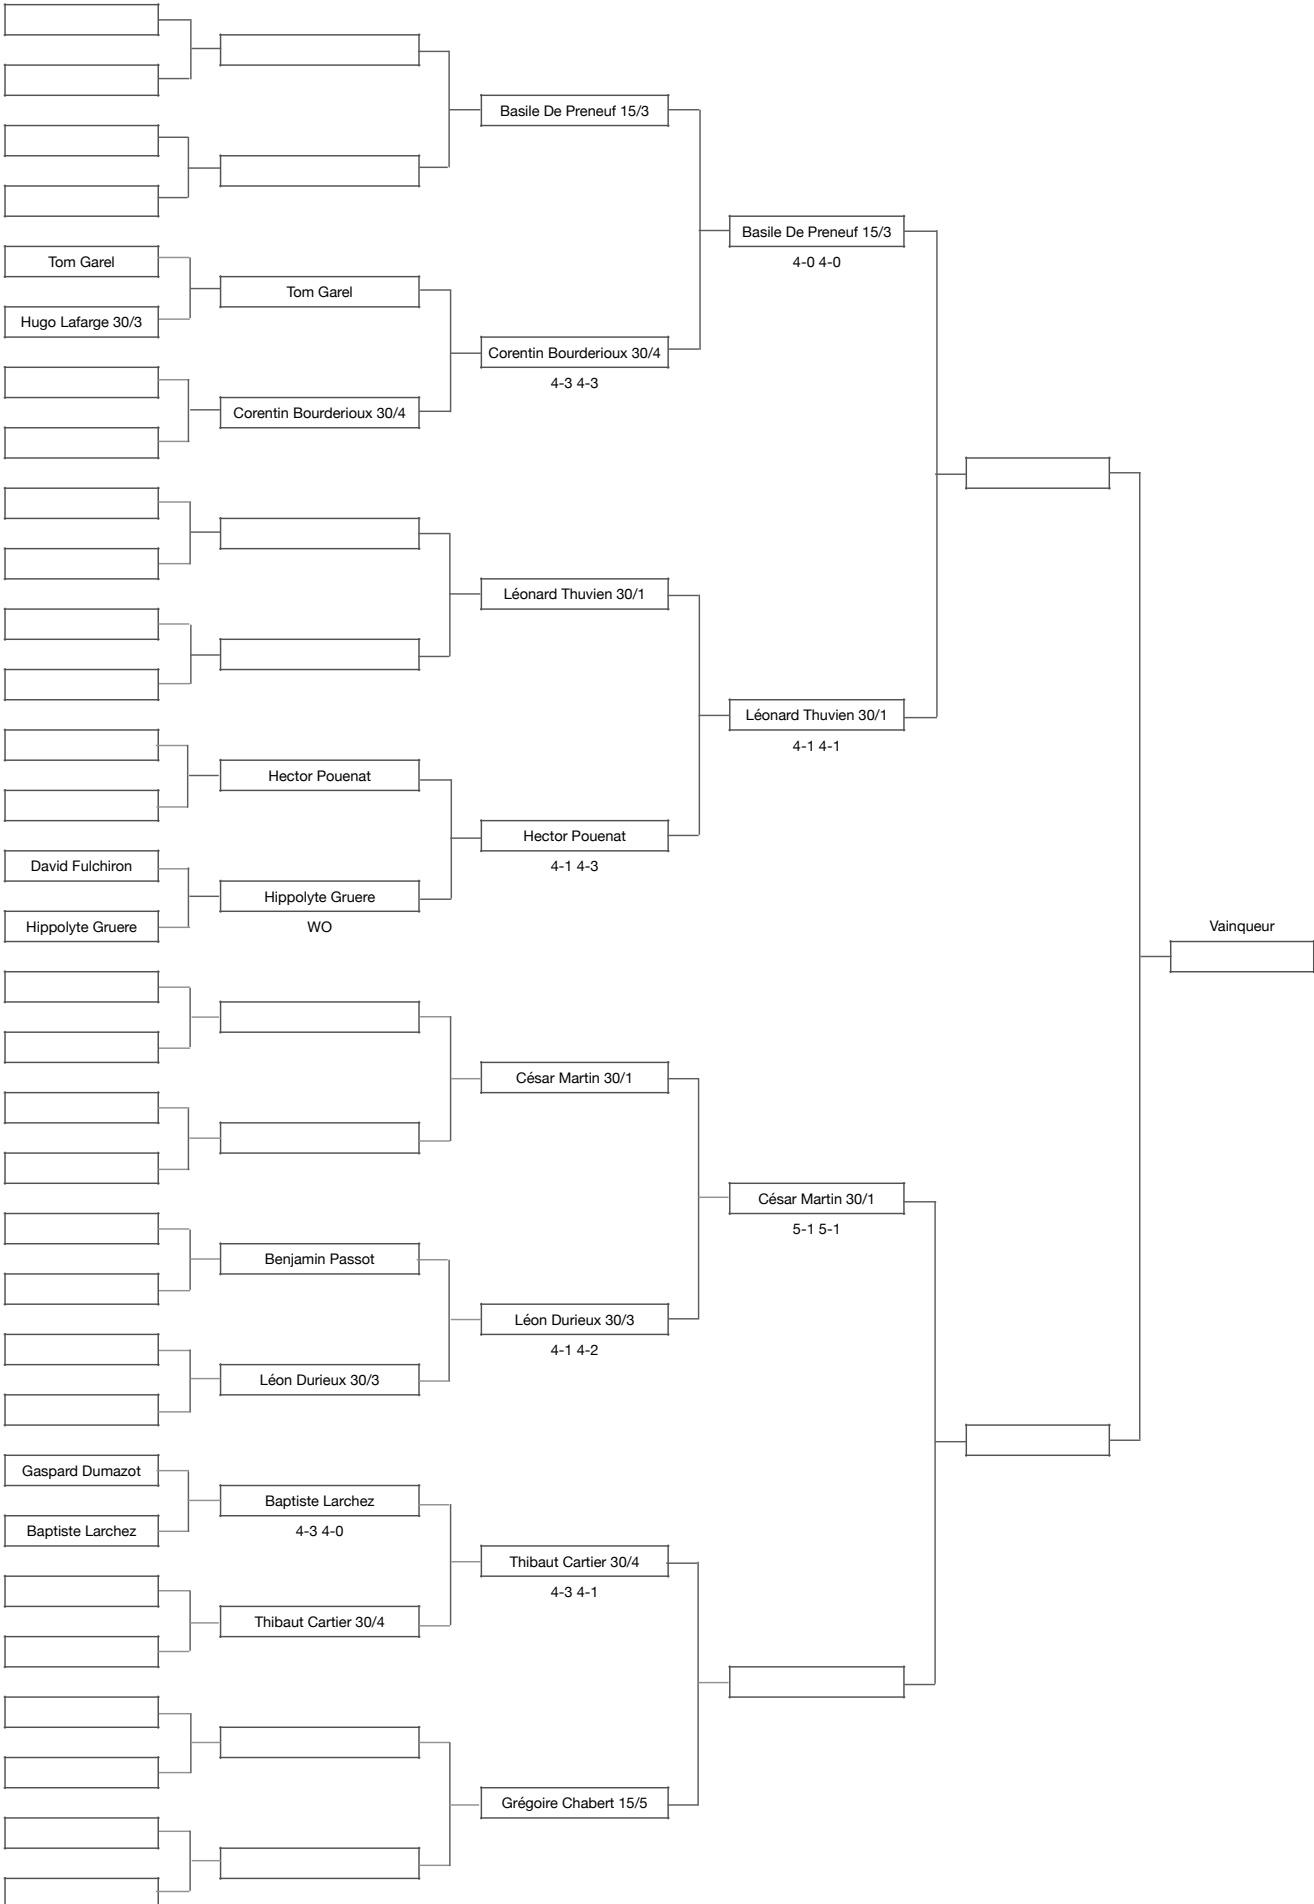 Basile De Preneuf 15/3
Basile De Preneuf 15/3
4-0 4-0
Tom Garel
Tom Garel
Hugo Lafarge 30/3
Corentin Bourderioux 30/4
4-3 4-3
Corentin Bourderioux 30/4
Léonard Thuvien 30/1
Léonard Thuvien 30/1
4-1 4-1
Hector Pouenat
Hector Pouenat
4-1 4-3
David Fulchiron
Hippolyte Gruere
Hippolyte Gruere
WO
Vainqueur
César Martin 30/1
César Martin 30/1
5-1 5-1
Benjamin Passot
Léon Durieux 30/3
4-1 4-2
Léon Durieux 30/3
Gaspard Dumazot
Baptiste Larchez
Baptiste Larchez
4-3 4-0
Thibaut Cartier 30/4
4-3 4-1
Thibaut Cartier 30/4
Grégoire Chabert 15/5